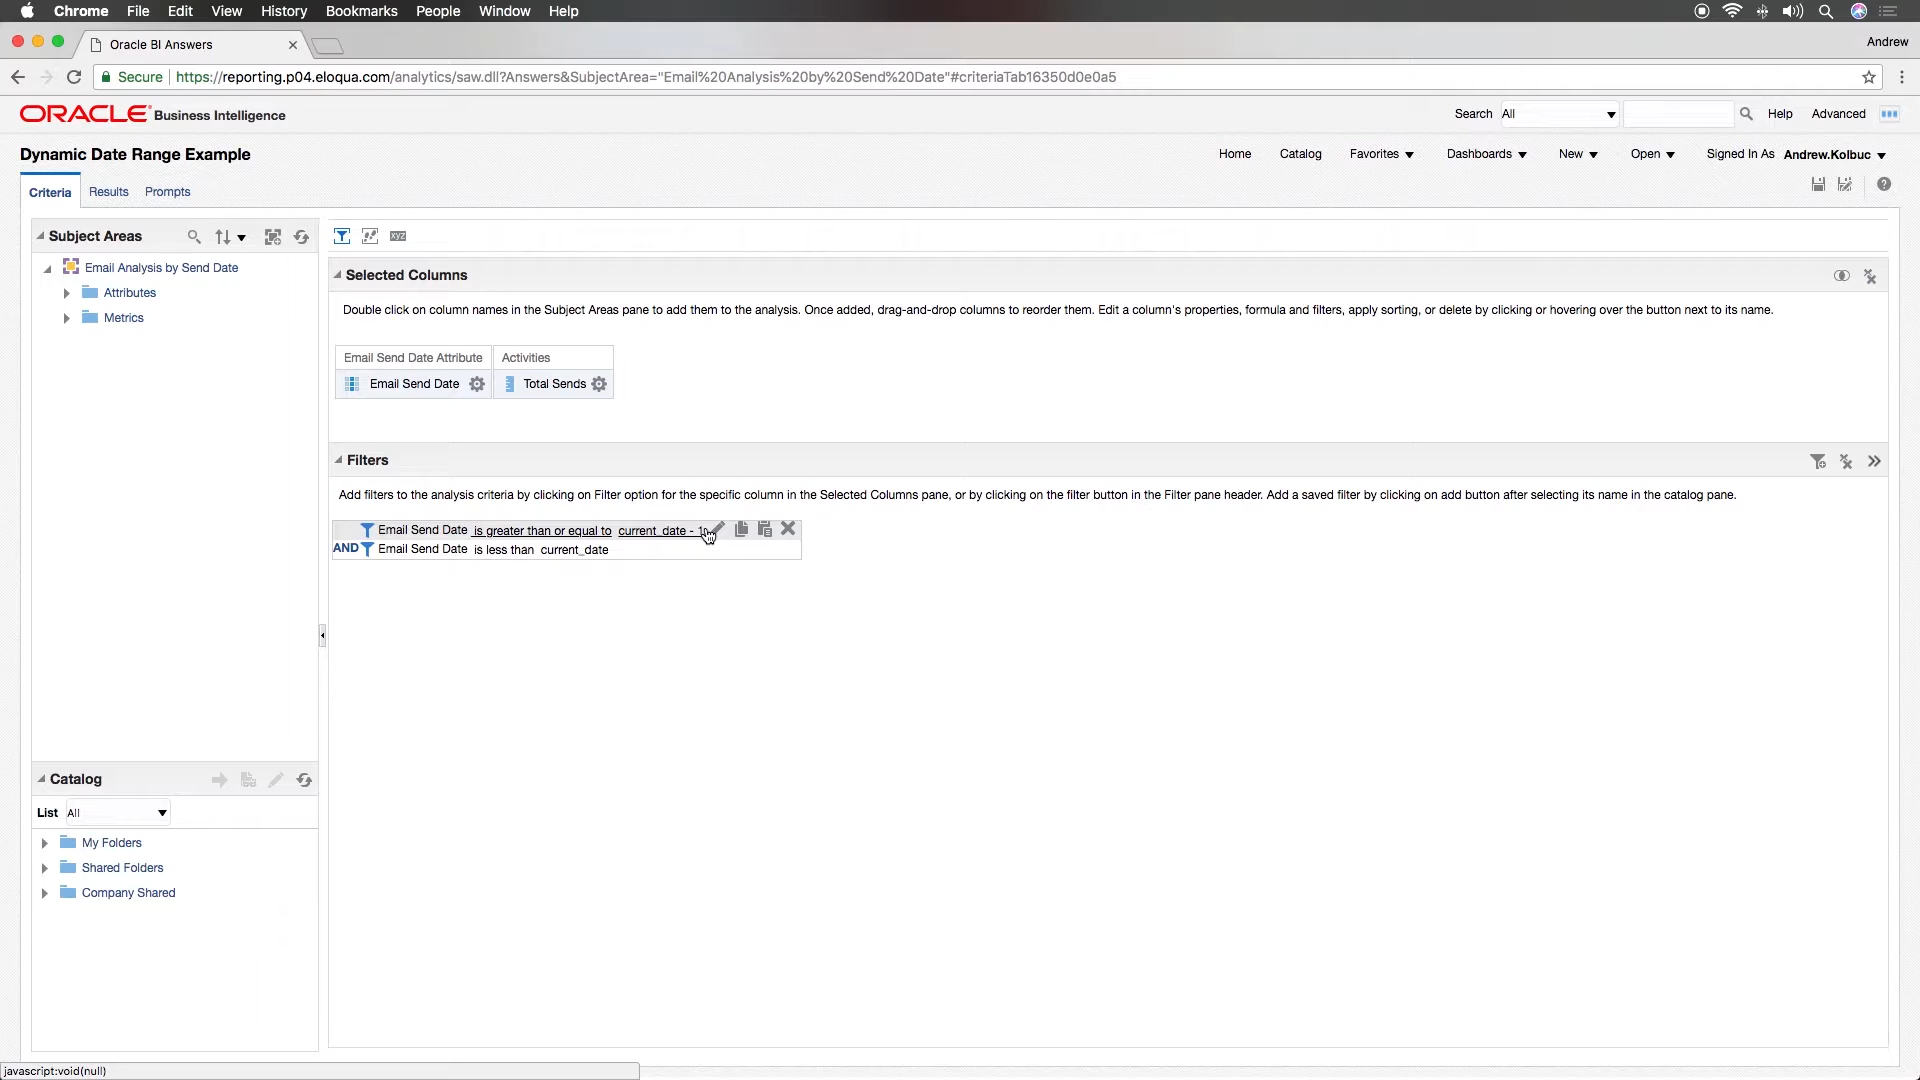 Chrome File Edit View History Bookmarks People Window Help
Oracle BI Answers
Andrew
Secure https://reporting.p04.eloqua.com/analytics/saw.dll?Answers&SubjectArea="Email%20Analysis%20by%20Send%20Date"#criteriaTab16350d0e0a5
ORACLE Business Intelligence
Search All Help Advanced
Dynamic Date Range Example
Home Catalog Favorites Dashboards New Open Signed In As Andrew.Kolbuc
Criteria Results Prompts
Subject Areas
Email Analysis by Send Date
Attributes
Metrics
xyz
Selected Columns
Double click on column names in the Subject Areas pane to add them to the analysis. Once added, drag-and-drop columns to reorder them. Edit a column's properties, formula and filters, apply sorting, or delete by clicking or hovering over the button next to its name.
Email Send Date Attribute Activities
Email Send Date Total Sends
Filters
Add filters to the analysis criteria by clicking on Filter option for the specific column in the Selected Columns pane, or by clicking on the filter button in the Filter pane header. Add a saved filter by clicking on add button after selecting its name in the catalog pane.
Email Send Date is greater than or equal to current_date -
AND Email Send Date is less than current_date
Catalog
List All
My Folders
Shared Folders
Company Shared
javascript:void(null)